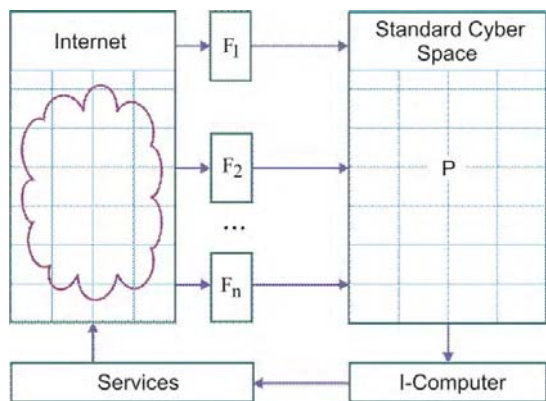 Internet
F1
Standard Cyber
Space
F2
P
...
Fn
Services
I-Computer